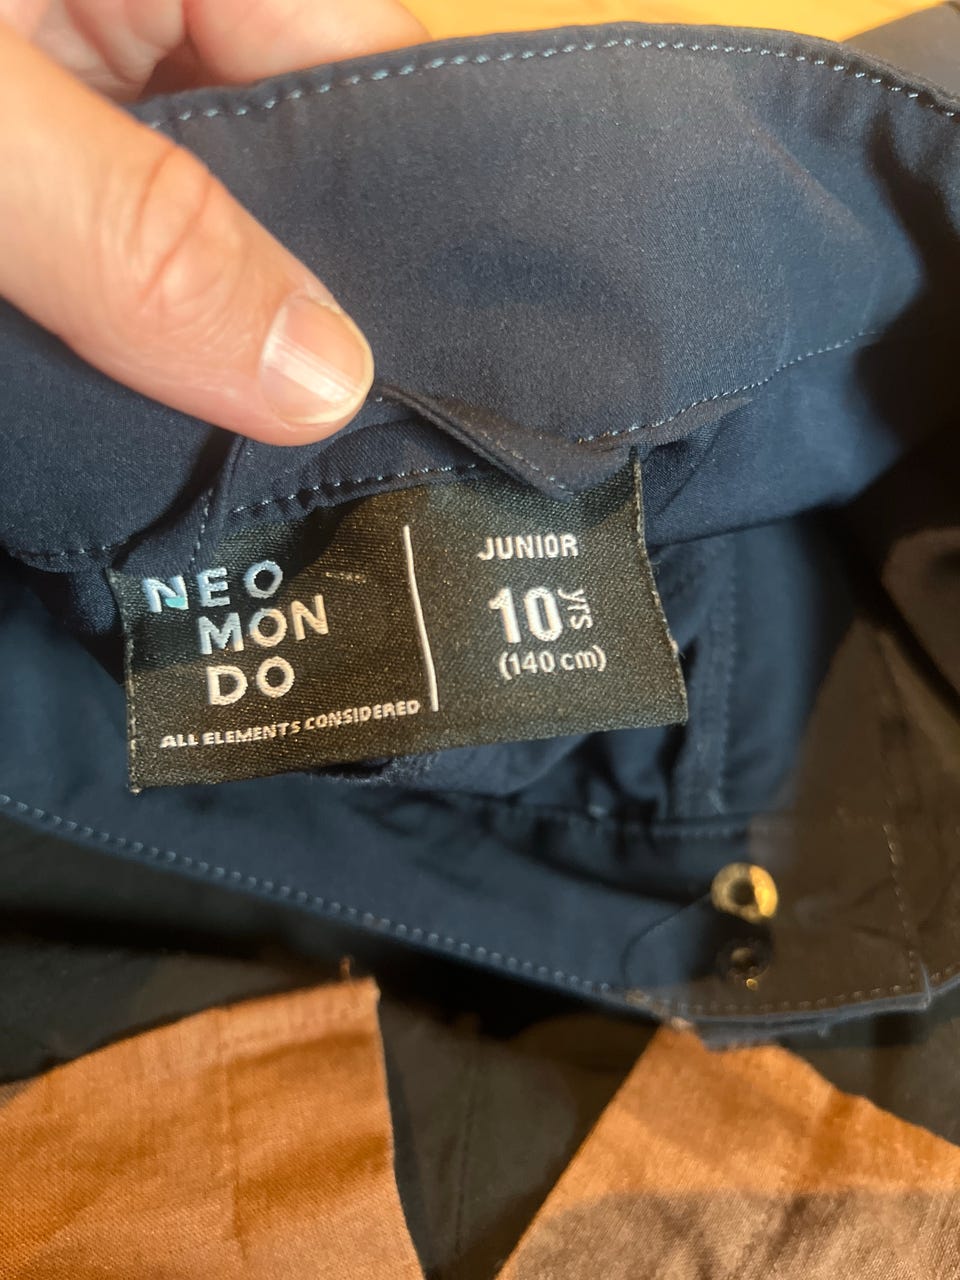 NEO
MON
DO
ALL ELEMENTS CONSIDERED
JUNIOR
10 yrs
(140 cm)